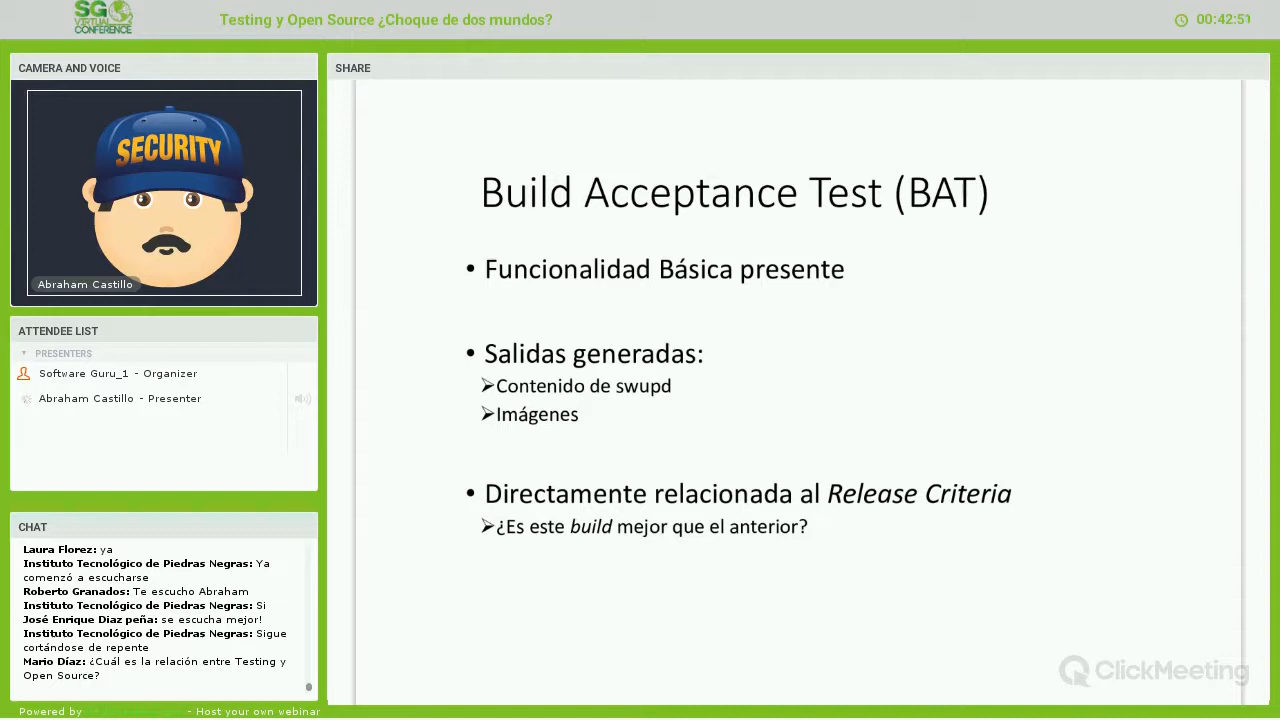 SG
VIRTUAL
CONFERENCE
Testing y Open Source ¿Choque de dos mundos?
00:42:51
CAMERA AND VOICE
SECURITY
Abraham Castillo
ATTENDEE LIST
PRESENTERS
Software Guru_1 - Organizer
Abraham Castillo - Presenter
CHAT
Laura Florez: ya
Instituto Tecnológico de Piedras Negras: Ya
comenzó a escucharse
Roberto Granados: Te escucho Abraham
Instituto Tecnológico de Piedras Negras: Si
José Enrique Diaz peña: se escucha mejor!
Instituto Tecnológico de Piedras Negras: Sigue
cortándose de repente
Mario Díaz: ¿Cuál es la relación entre Testing y
Open Source?
Powered by - Host your own webinar
SHARE
Build Acceptance Test (BAT)
• Funcionalidad Básica presente
• Salidas generadas:
➢Contenido de swupd
➢Imágenes
• Directamente relacionada al Release Criteria
➢¿Es este build mejor que el anterior?
ClickMeeting